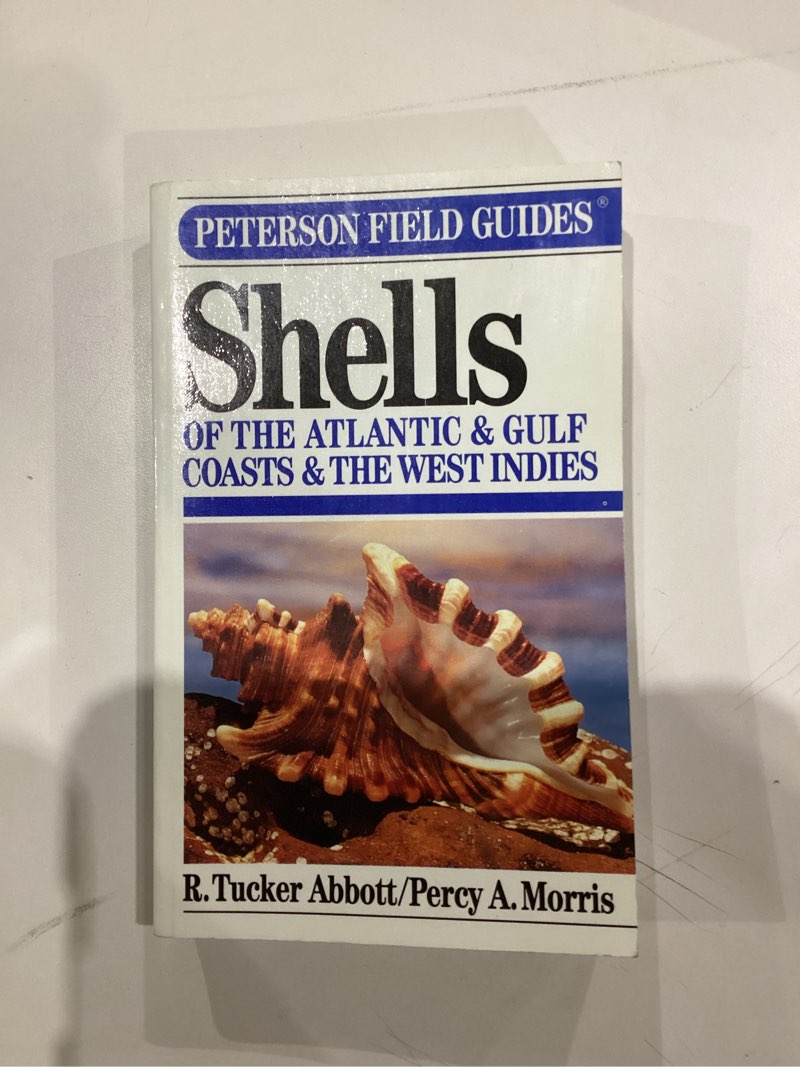 PETERSON FIELD GUIDES®
Shells
OF THE ATLANTIC & GULF
COASTS & THE WEST INDIES
R. Tucker Abbott/Percy A. Morris